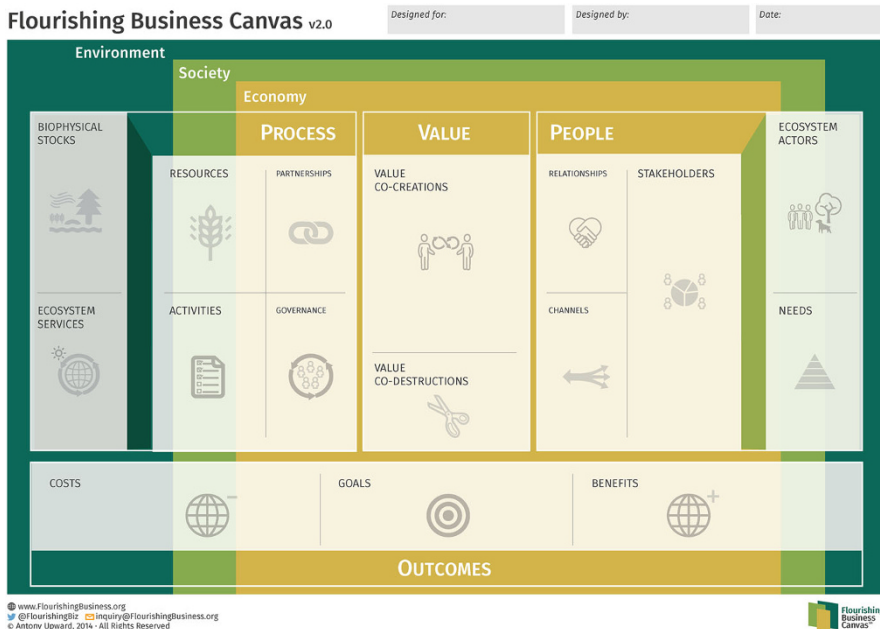 Flourishing Business Canvas v2.0
Designed for:
Designed by:
Date:
Environment
Society
Economy
BIOPHYSICAL
STOCKS
PROCESS
VALUE
PEOPLE
ECOSYSTEM
ACTORS
RESOURCES
PARTNERSHIPS
VALUE
CO-CREATIONS
RELATIONSHIPS
STAKEHOLDERS
ECOSYSTEM
SERVICES
ACTIVITIES
GOVERNANCE
CHANNELS
NEEDS
VALUE
CO-DESTRUCTIONS
COSTS
GOALS
BENEFITS
OUTCOMES
www.FlourishingBusiness.org
@FlourishingBiz inquiry@FlourishingBusiness.org
© Antony Upward, 2014 - All Rights Reserved
Flourishing
Business
Canvas™